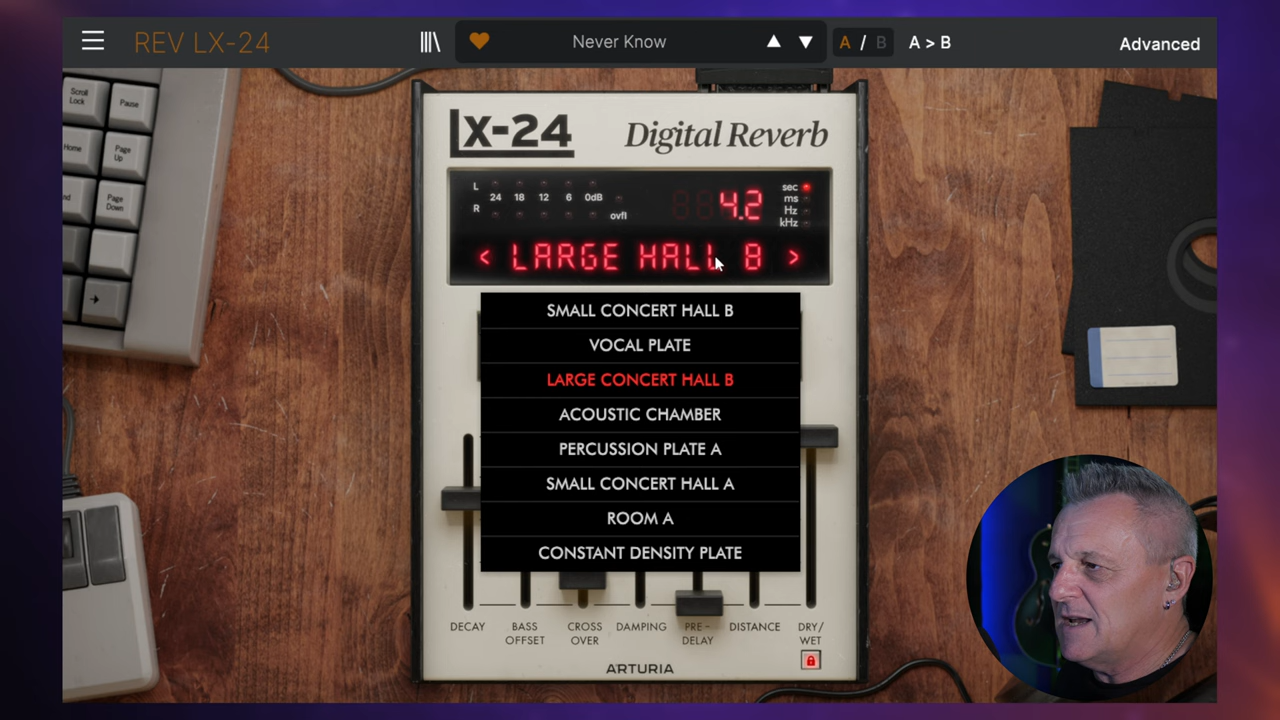 REV LX-24
Never Know
A / B
A > B
Advanced
Scroll Lock
Pause
Home
Page Up
nd
Page Down
Lx-24
Digital Reverb
L
R
24 18 12 6 0dB
ovfl
4.2
sec
ms
Hz
kHz
< LARGE HALL B >
SMALL CONCERT HALL B
VOCAL PLATE
LARGE CONCERT HALL B
ACOUSTIC CHAMBER
PERCUSSION PLATE A
SMALL CONCERT HALL A
ROOM A
CONSTANT DENSITY PLATE
DECAY
BASS OFFSET
CROSS OVER
DAMPING
PRE-DELAY
DISTANCE
DRY/WET
ARTURIA